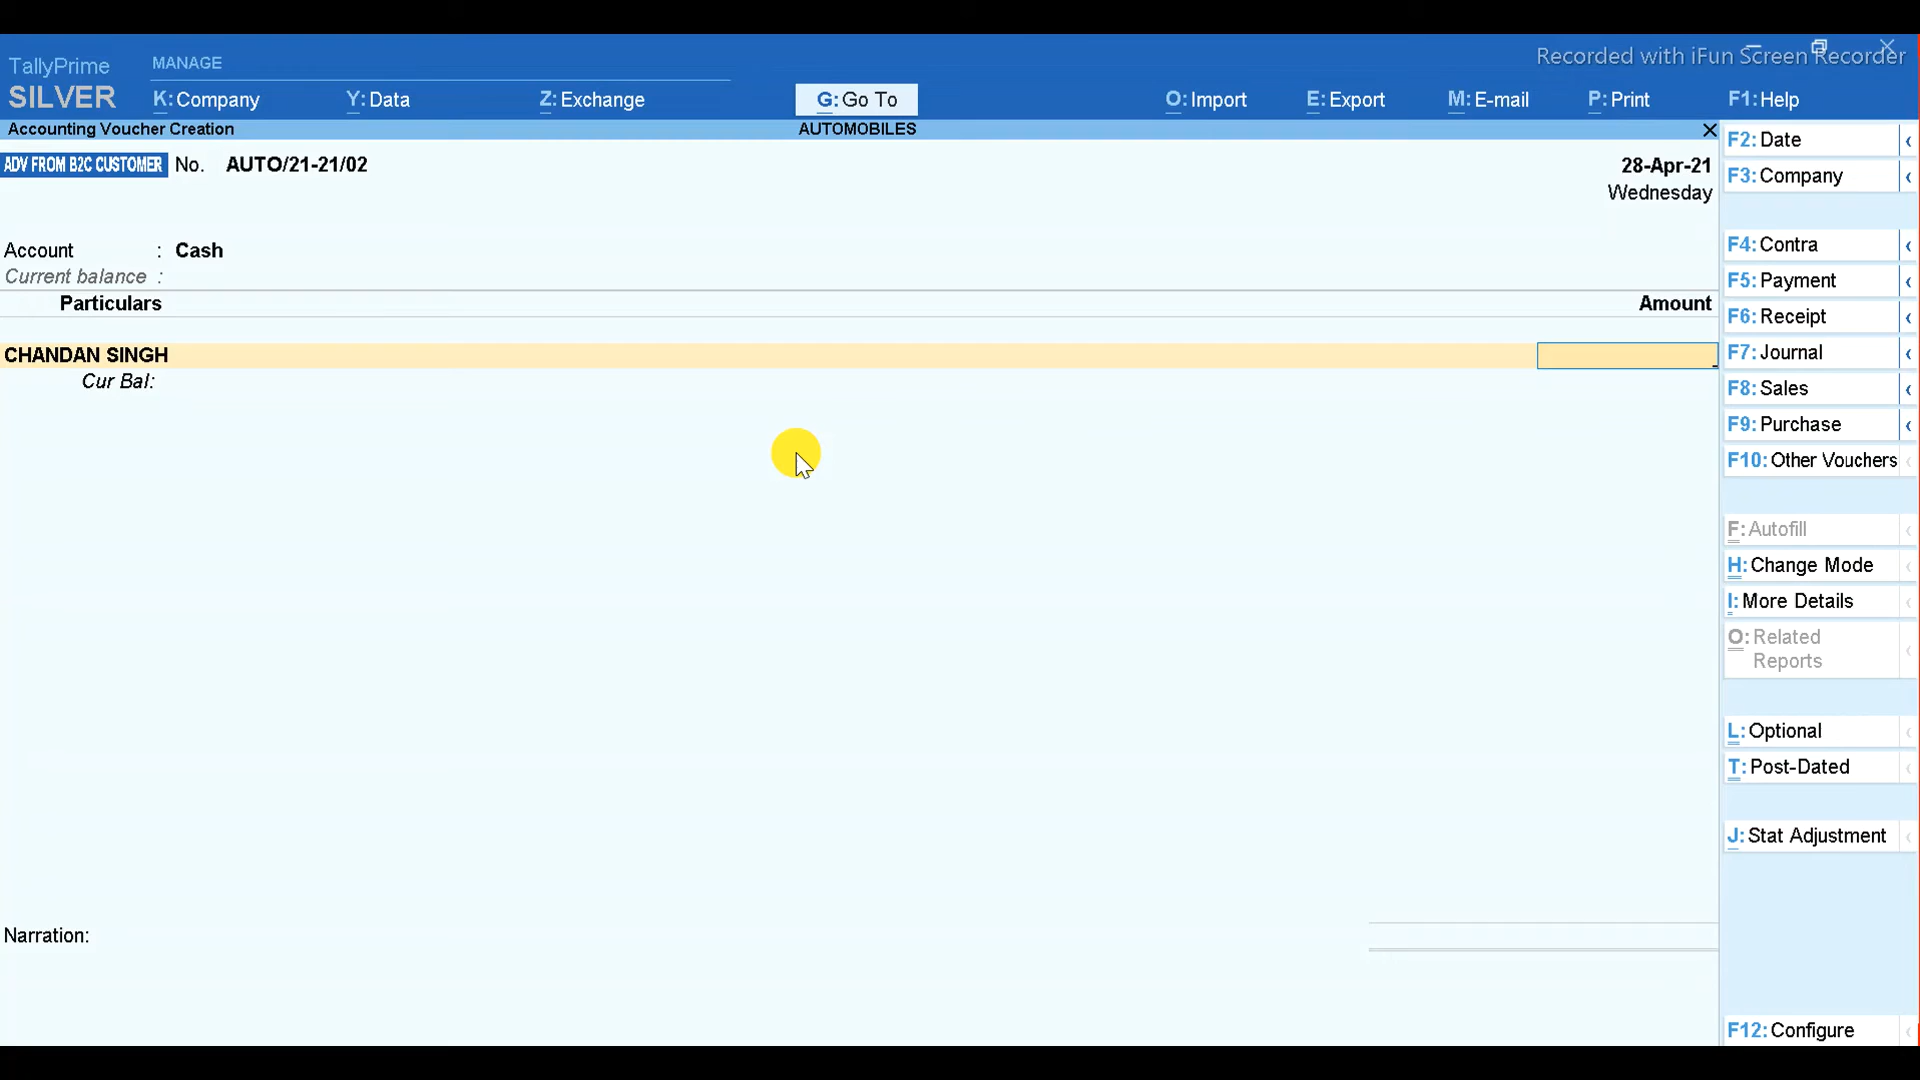 Recorded with iFun Screen Recorder
TallyPrime
SILVER
MANAGE
K: Company
Y: Data
Z: Exchange
G: Go To
O: Import
E: Export
M: E-mail
P: Print
F1: Help
Accounting Voucher Creation
AUTOMOBILES
ADV FROM B2C CUSTOMER No. AUTO/21-21/02
28-Apr-21
Wednesday
Account : Cash
Current balance :
Particulars
Amount
CHANDAN SINGH
Cur Bal:
Narration:
F2: Date
F3: Company
F4: Contra
F5: Payment
F6: Receipt
F7: Journal
F8: Sales
F9: Purchase
F10: Other Vouchers
F: Autofill
H: Change Mode
I: More Details
O: Related
Reports
L: Optional
T: Post-Dated
J: Stat Adjustment
F12: Configure